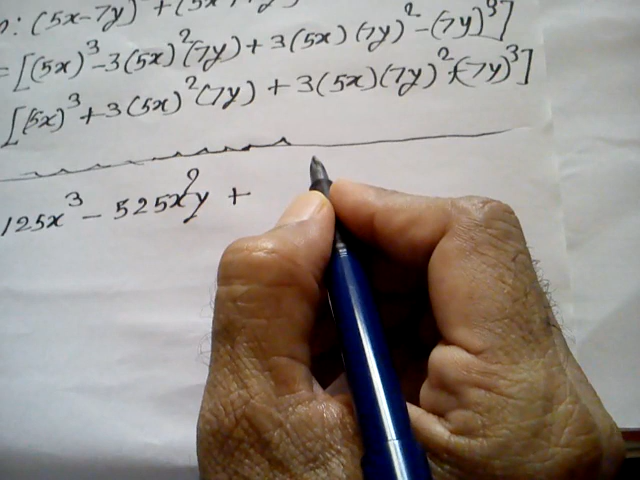 n: (5x-7y)³ + (5x+7y)
= [(5x)³-3(5x)²(7y) + 3(5x)(7y)²-(7y)³]
[(5x)³+3(5x)²(7y) + 3(5x)(7y)²+(7y)³]
125x³ - 525x²y +